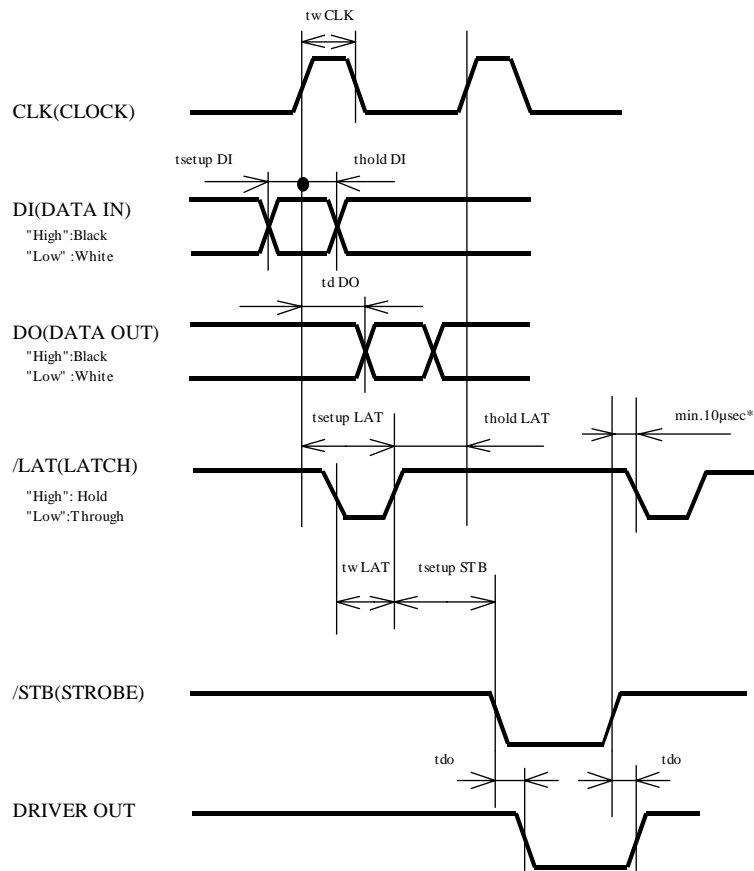 tw CLK
CLK(CLOCK)
tsetup DI
thold DI
DI(DATA IN)
"High":Black
"Low" :White
td DO
DO(DATA OUT)
"High":Black
"Low" :White
tsetup LAT
thold LAT
min.10μsec*
/LAT(LATCH)
"High": Hold
"Low":Through
tw LAT
tsetup STB
/STB(STROBE)
tdo
tdo
DRIVER OUT